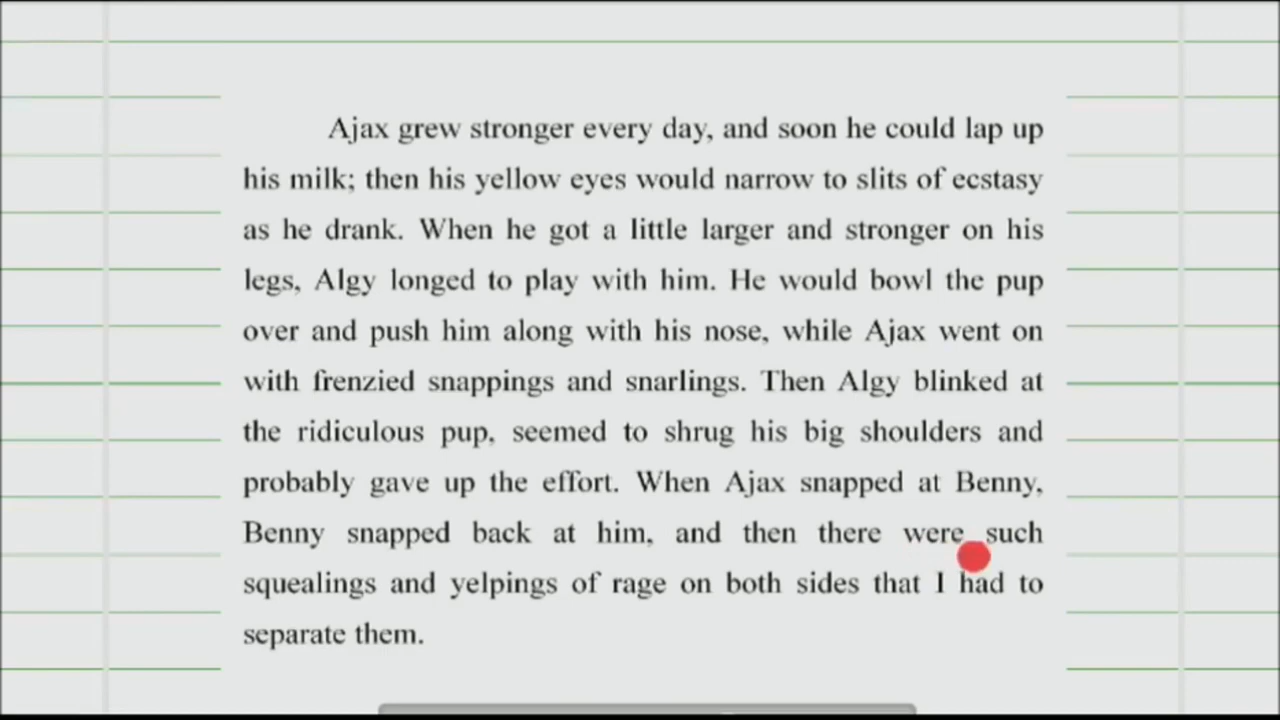 Ajax grew stronger every day, and soon he could lap up
his milk; then his yellow eyes would narrow to slits of ecstasy
as he drank. When he got a little larger and stronger on his
legs, Algy longed to play with him. He would bowl the pup
over and push him along with his nose, while Ajax went on
with frenzied snappings and snarlings. Then Algy blinked at
the ridiculous pup, seemed to shrug his big shoulders and
probably gave up the effort. When Ajax snapped at Benny,
Benny snapped back at him, and then there were such
squealings and yelpings of rage on both sides that I had to
separate them.